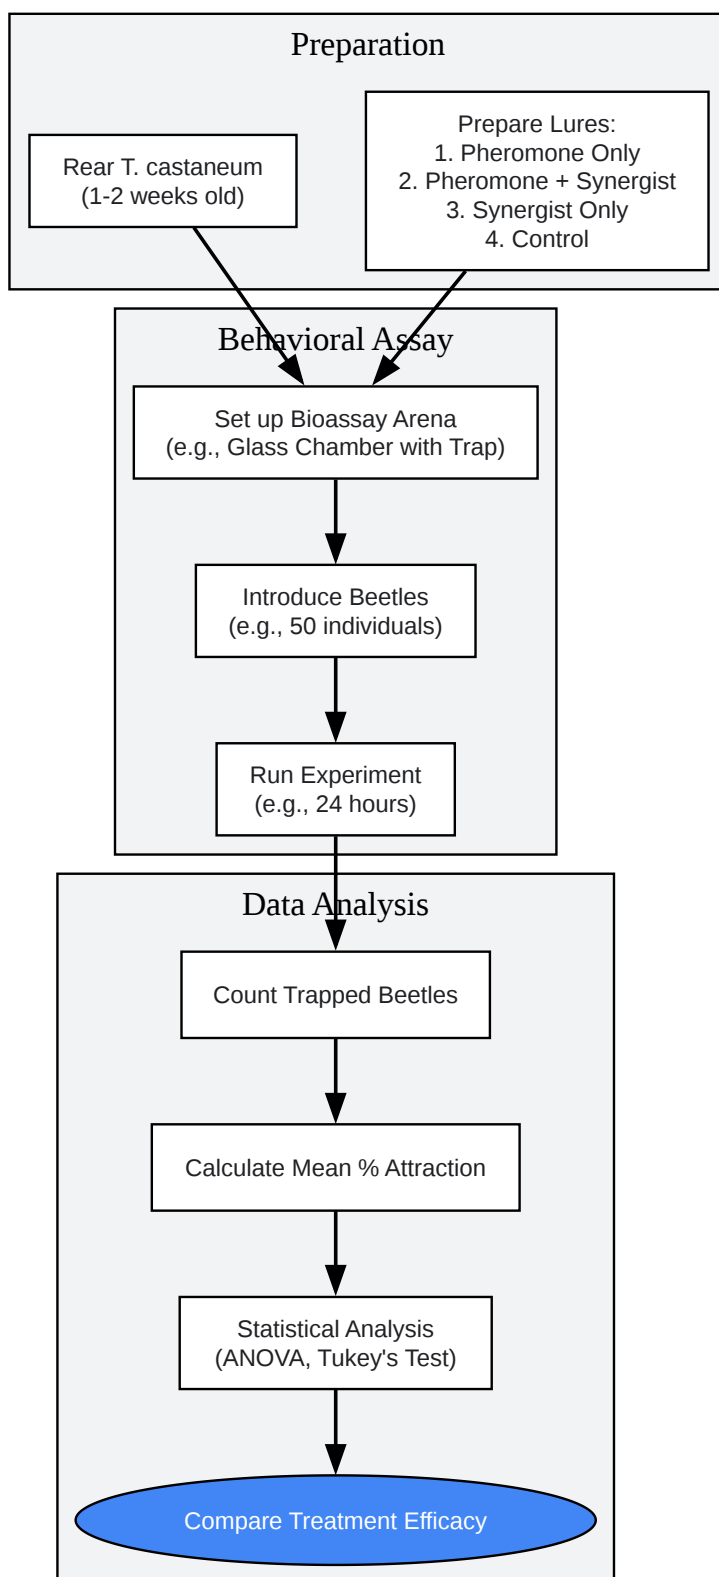 Preparation
Rear T. castaneum
(1-2 weeks old)
Prepare Lures:
1. Pheromone Only
2. Pheromone + Synergist
3. Synergist Only
4. Control
Behavioral Assay
Set up Bioassay Arena
(e.g., Glass Chamber with Trap)
Introduce Beetles
(e.g., 50 individuals)
Run Experiment
(e.g., 24 hours)
Data Analysis
Count Trapped Beetles
Calculate Mean % Attraction
Statistical Analysis
(ANOVA, Tukey's Test)
Compare Treatment Efficacy